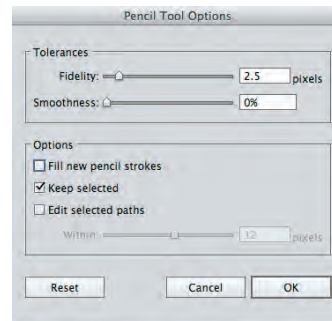 Pencil Tool Options
Tolerances
Fidelity: 2.5 pixels
Smoothness: 0%
Options
Fill new pencil strokes
Keep selected
Edit selected paths
Within: 12 pixels
Reset Cancel OK